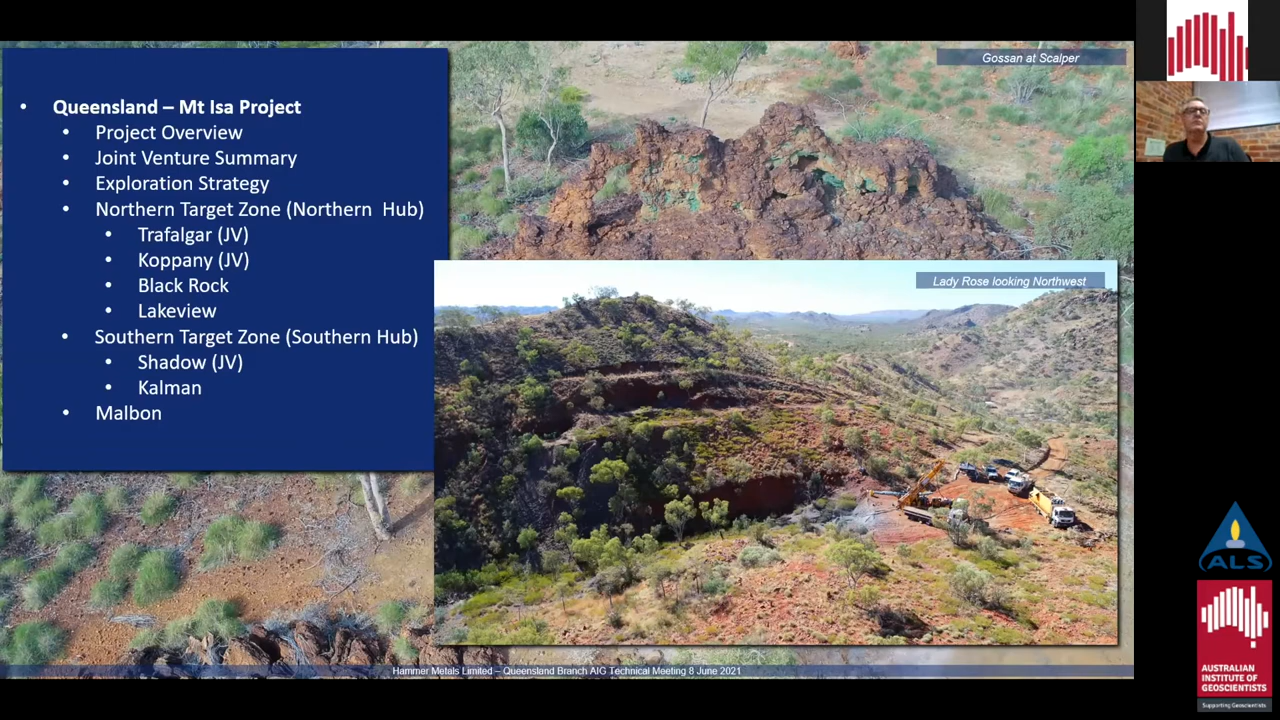 Queensland – Mt Isa Project
Project Overview
Joint Venture Summary
Exploration Strategy
Northern Target Zone (Northern Hub)
Trafalgar (JV)
Koppany (JV)
Black Rock
Lakeview
Southern Target Zone (Southern Hub)
Shadow (JV)
Kalman
Malbon
Gossan at Scalper
Lady Rose looking Northwest
Hammer Metals Limited – Queensland Branch AIG Technical Meeting 8 June 2021
ALS
AUSTRALIAN
INSTITUTE OF
GEOSCIENTISTS
Supporting Geoscientists